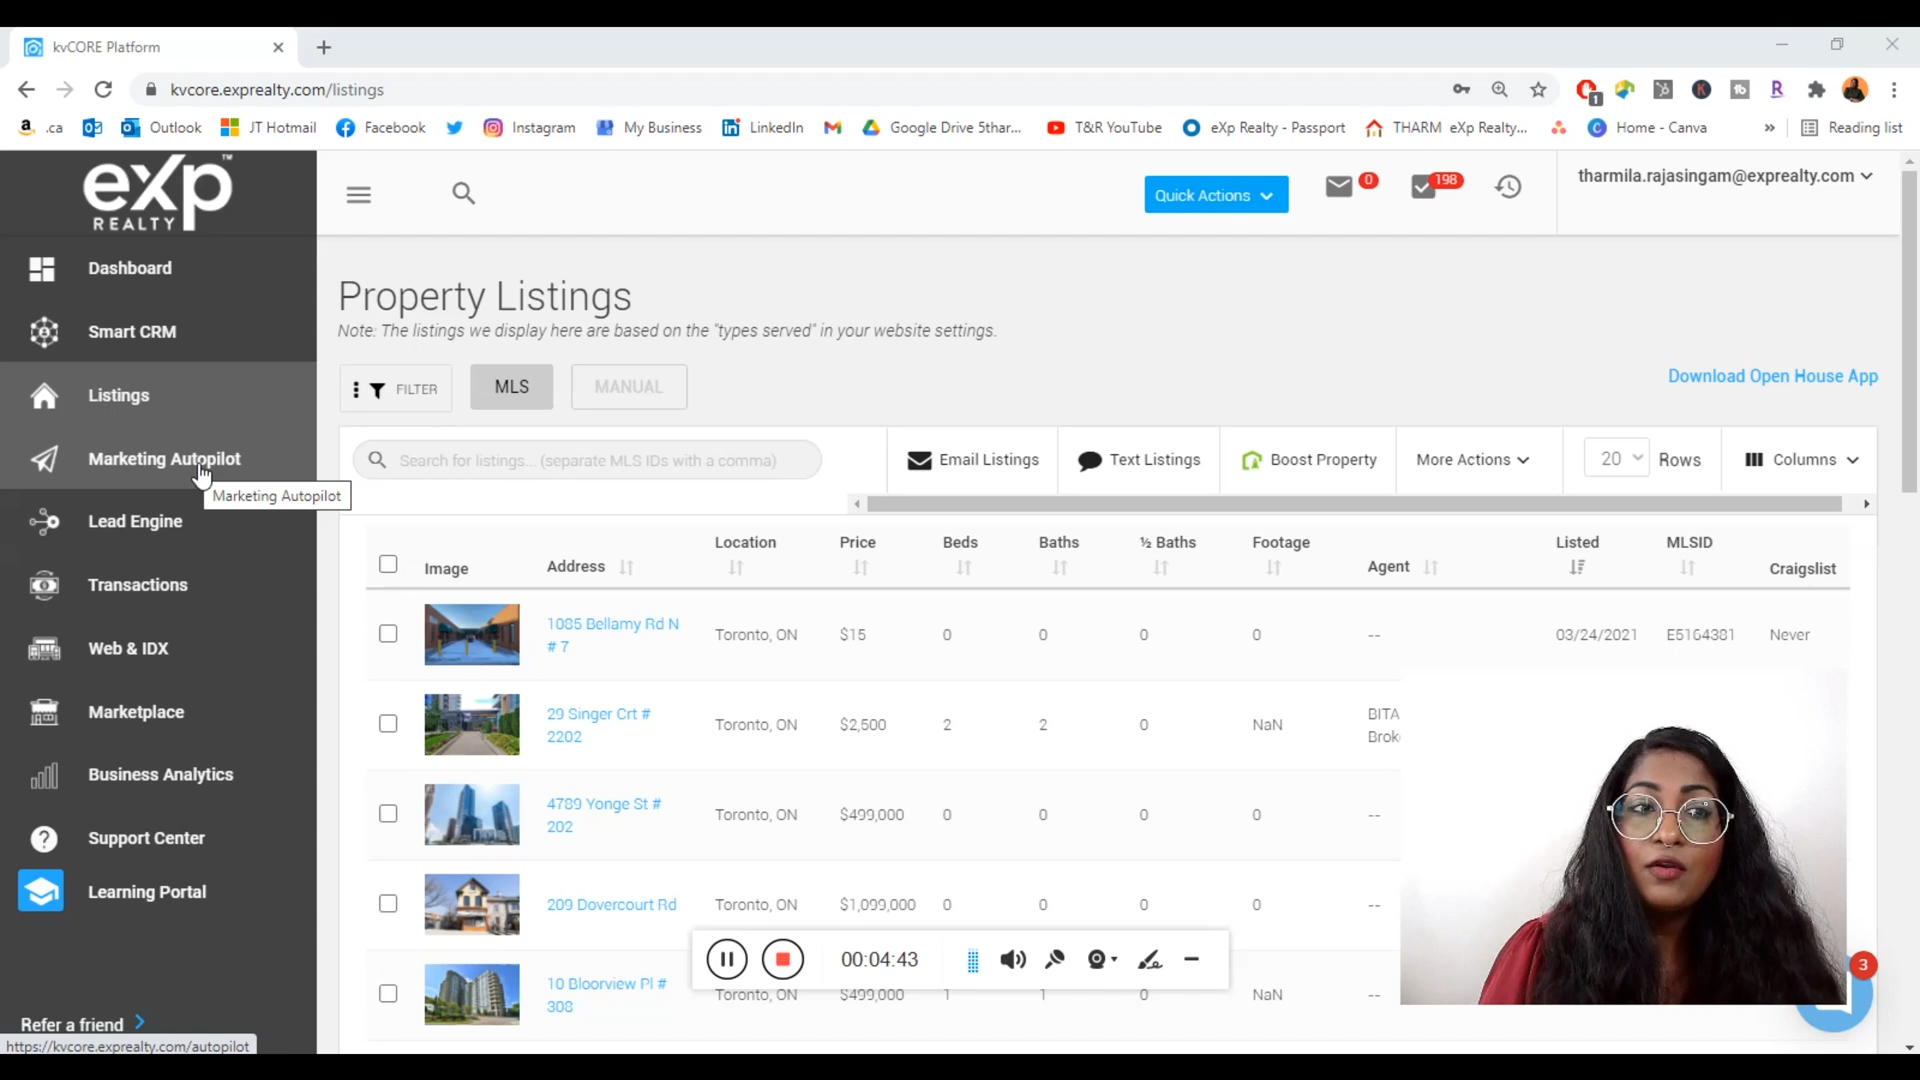 kvCORE Platform
kvcore.exprealty.com/listings
1
.ca
Outlook
JT Hotmail
Facebook
Instagram
My Business
LinkedIn
Google Drive 5thar...
T&R YouTube
eXp Realty - Passport
THARM eXp Realty...
Home - Canva
»
Reading list
eXp™
REALTY
Quick Actions
0
198
tharmila.rajasingam@exprealty.com
Dashboard
Smart CRM
Listings
Marketing Autopilot
Marketing Autopilot
Lead Engine
Transactions
Web & IDX
Marketplace
Business Analytics
Support Center
Learning Portal
Refer a friend
https://kvcore.exprealty.com/autopilot
Property Listings
Note: The listings we display here are based on the "types served" in your website settings.
FILTER
MLS
MANUAL
Download Open House App
Search for listings... (separate MLS IDs with a comma)
Email Listings
Text Listings
Boost Property
More Actions
20
Rows
Columns
Image
Address
Location
Price
Beds
Baths
½ Baths
Footage
Agent
Listed
MLSID
Craigslist
1085 Bellamy Rd N
# 7
Toronto, ON
$15
0
0
0
0
--
03/24/2021
E5164381
Never
29 Singer Crt #
2202
Toronto, ON
$2,500
2
2
0
NaN
BITA
Brok
4789 Yonge St #
202
Toronto, ON
$499,000
0
0
0
0
--
209 Dovercourt Rd
Toronto, ON
$1,099,000
0
0
0
0
--
00:04:43
10 Bloorview Pl #
308
Toronto, ON
$499,000
1
1
0
NaN
--
3